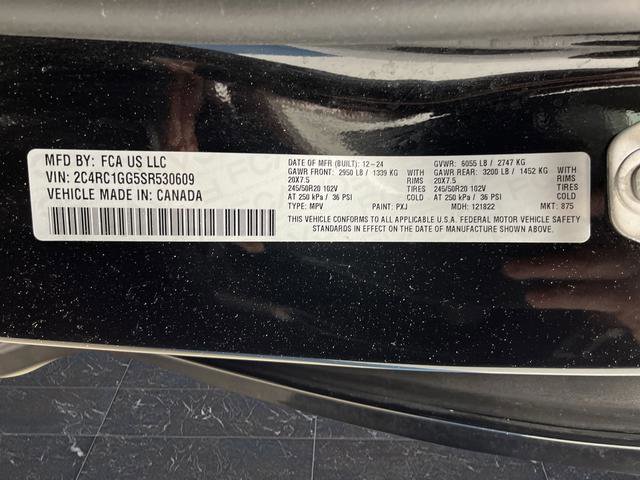 MFD BY: FCA US LLC
VIN: 2C4RC1GG5SR530609
VEHICLE MADE IN: CANADA
DATE OF MFR (BUILT): 12-24 GVWR: 6055 LB / 2747 KG
GAWR FRONT: 2950 LB / 1339 KG WITH GAWR REAR: 3200 LB / 1452 KG WITH
20X7.5 RIMS 20X7.5 RIMS
245/50R20 102V TIRES 245/50R20 102V TIRES
AT 250 kPa / 36 PSI COLD AT 250 kPa / 36 PSI COLD
TYPE: MPV PAINT: PXJ MDH: 121822 MKT: 875
THIS VEHICLE CONFORMS TO ALL APPLICABLE U.S.A. FEDERAL MOTOR VEHICLE SAFETY
STANDARDS IN EFFECT ON THE DATE OF MANUFACTURE SHOWN ABOVE.